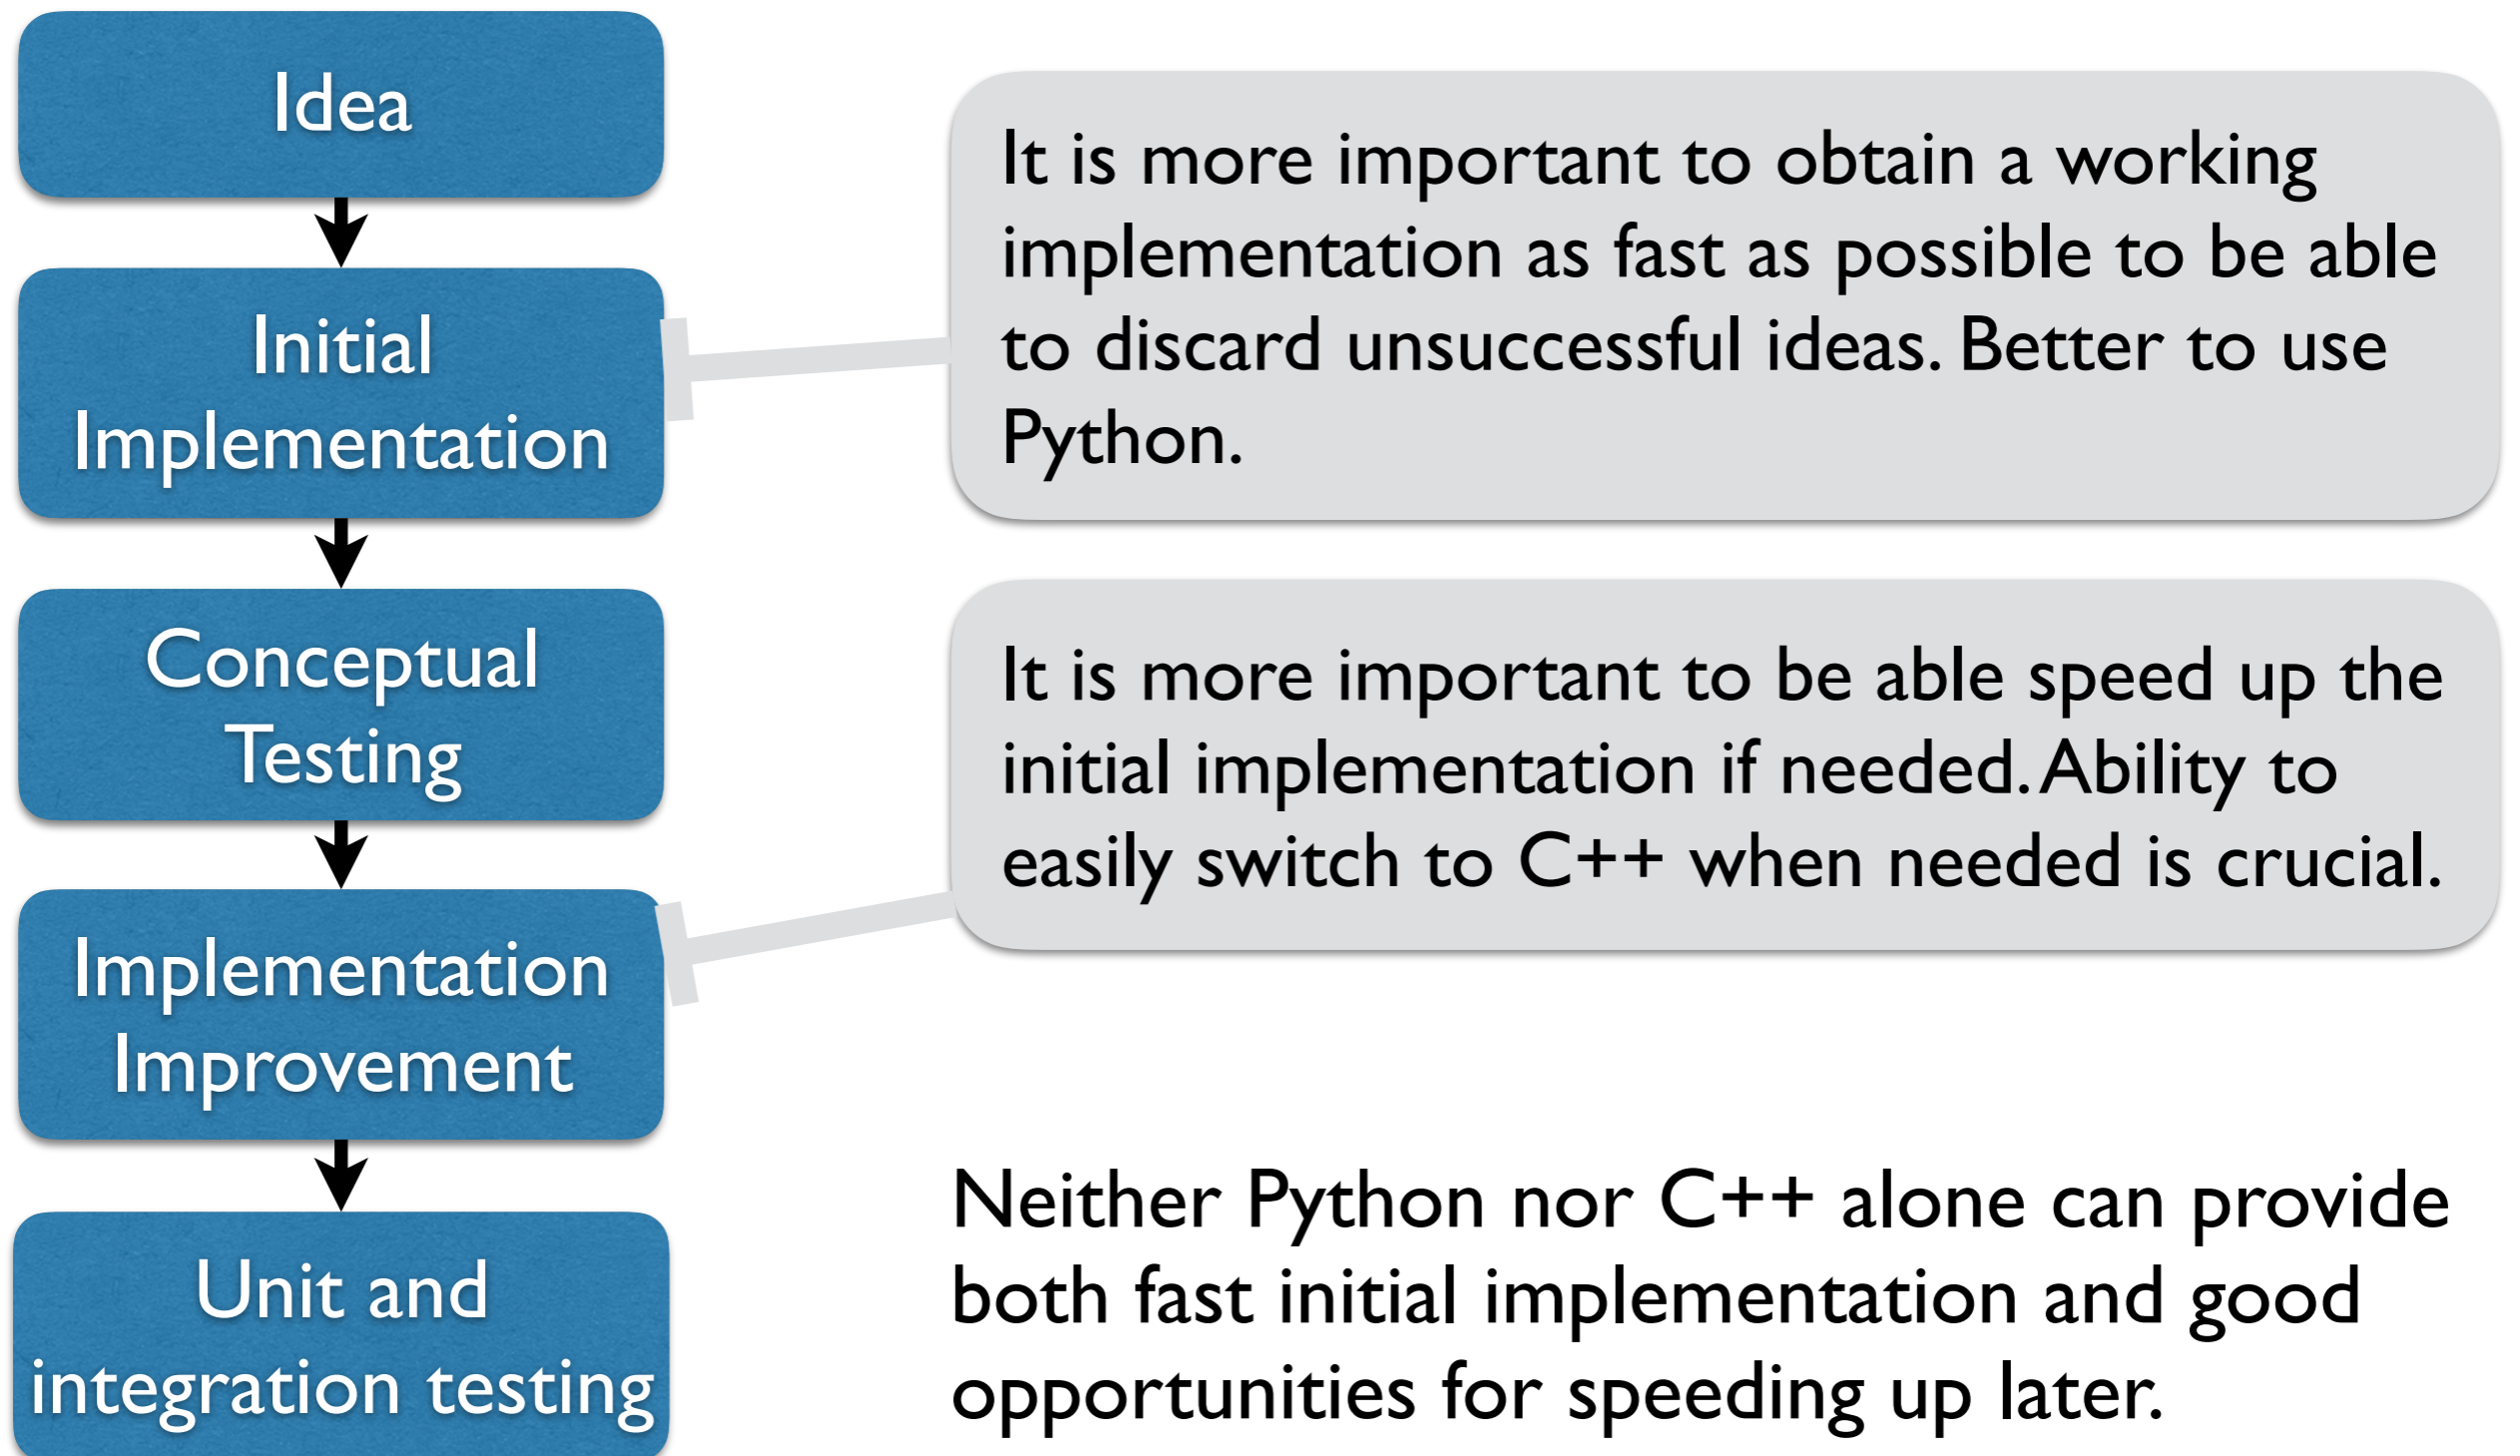 Idea
Initial
Implementation
It is more important to obtain a working
implementation as fast as possible to be able
to discard unsuccessful ideas. Better to use
Python.
Conceptual
Testing
It is more important to be able speed up the
initial implementation if needed. Ability to
easily switch to C++ when needed is crucial.
Implementation
Improvement
Unit and
integration testing
Neither Python nor C++ alone can provide
both fast initial implementation and good
opportunities for speeding up later.